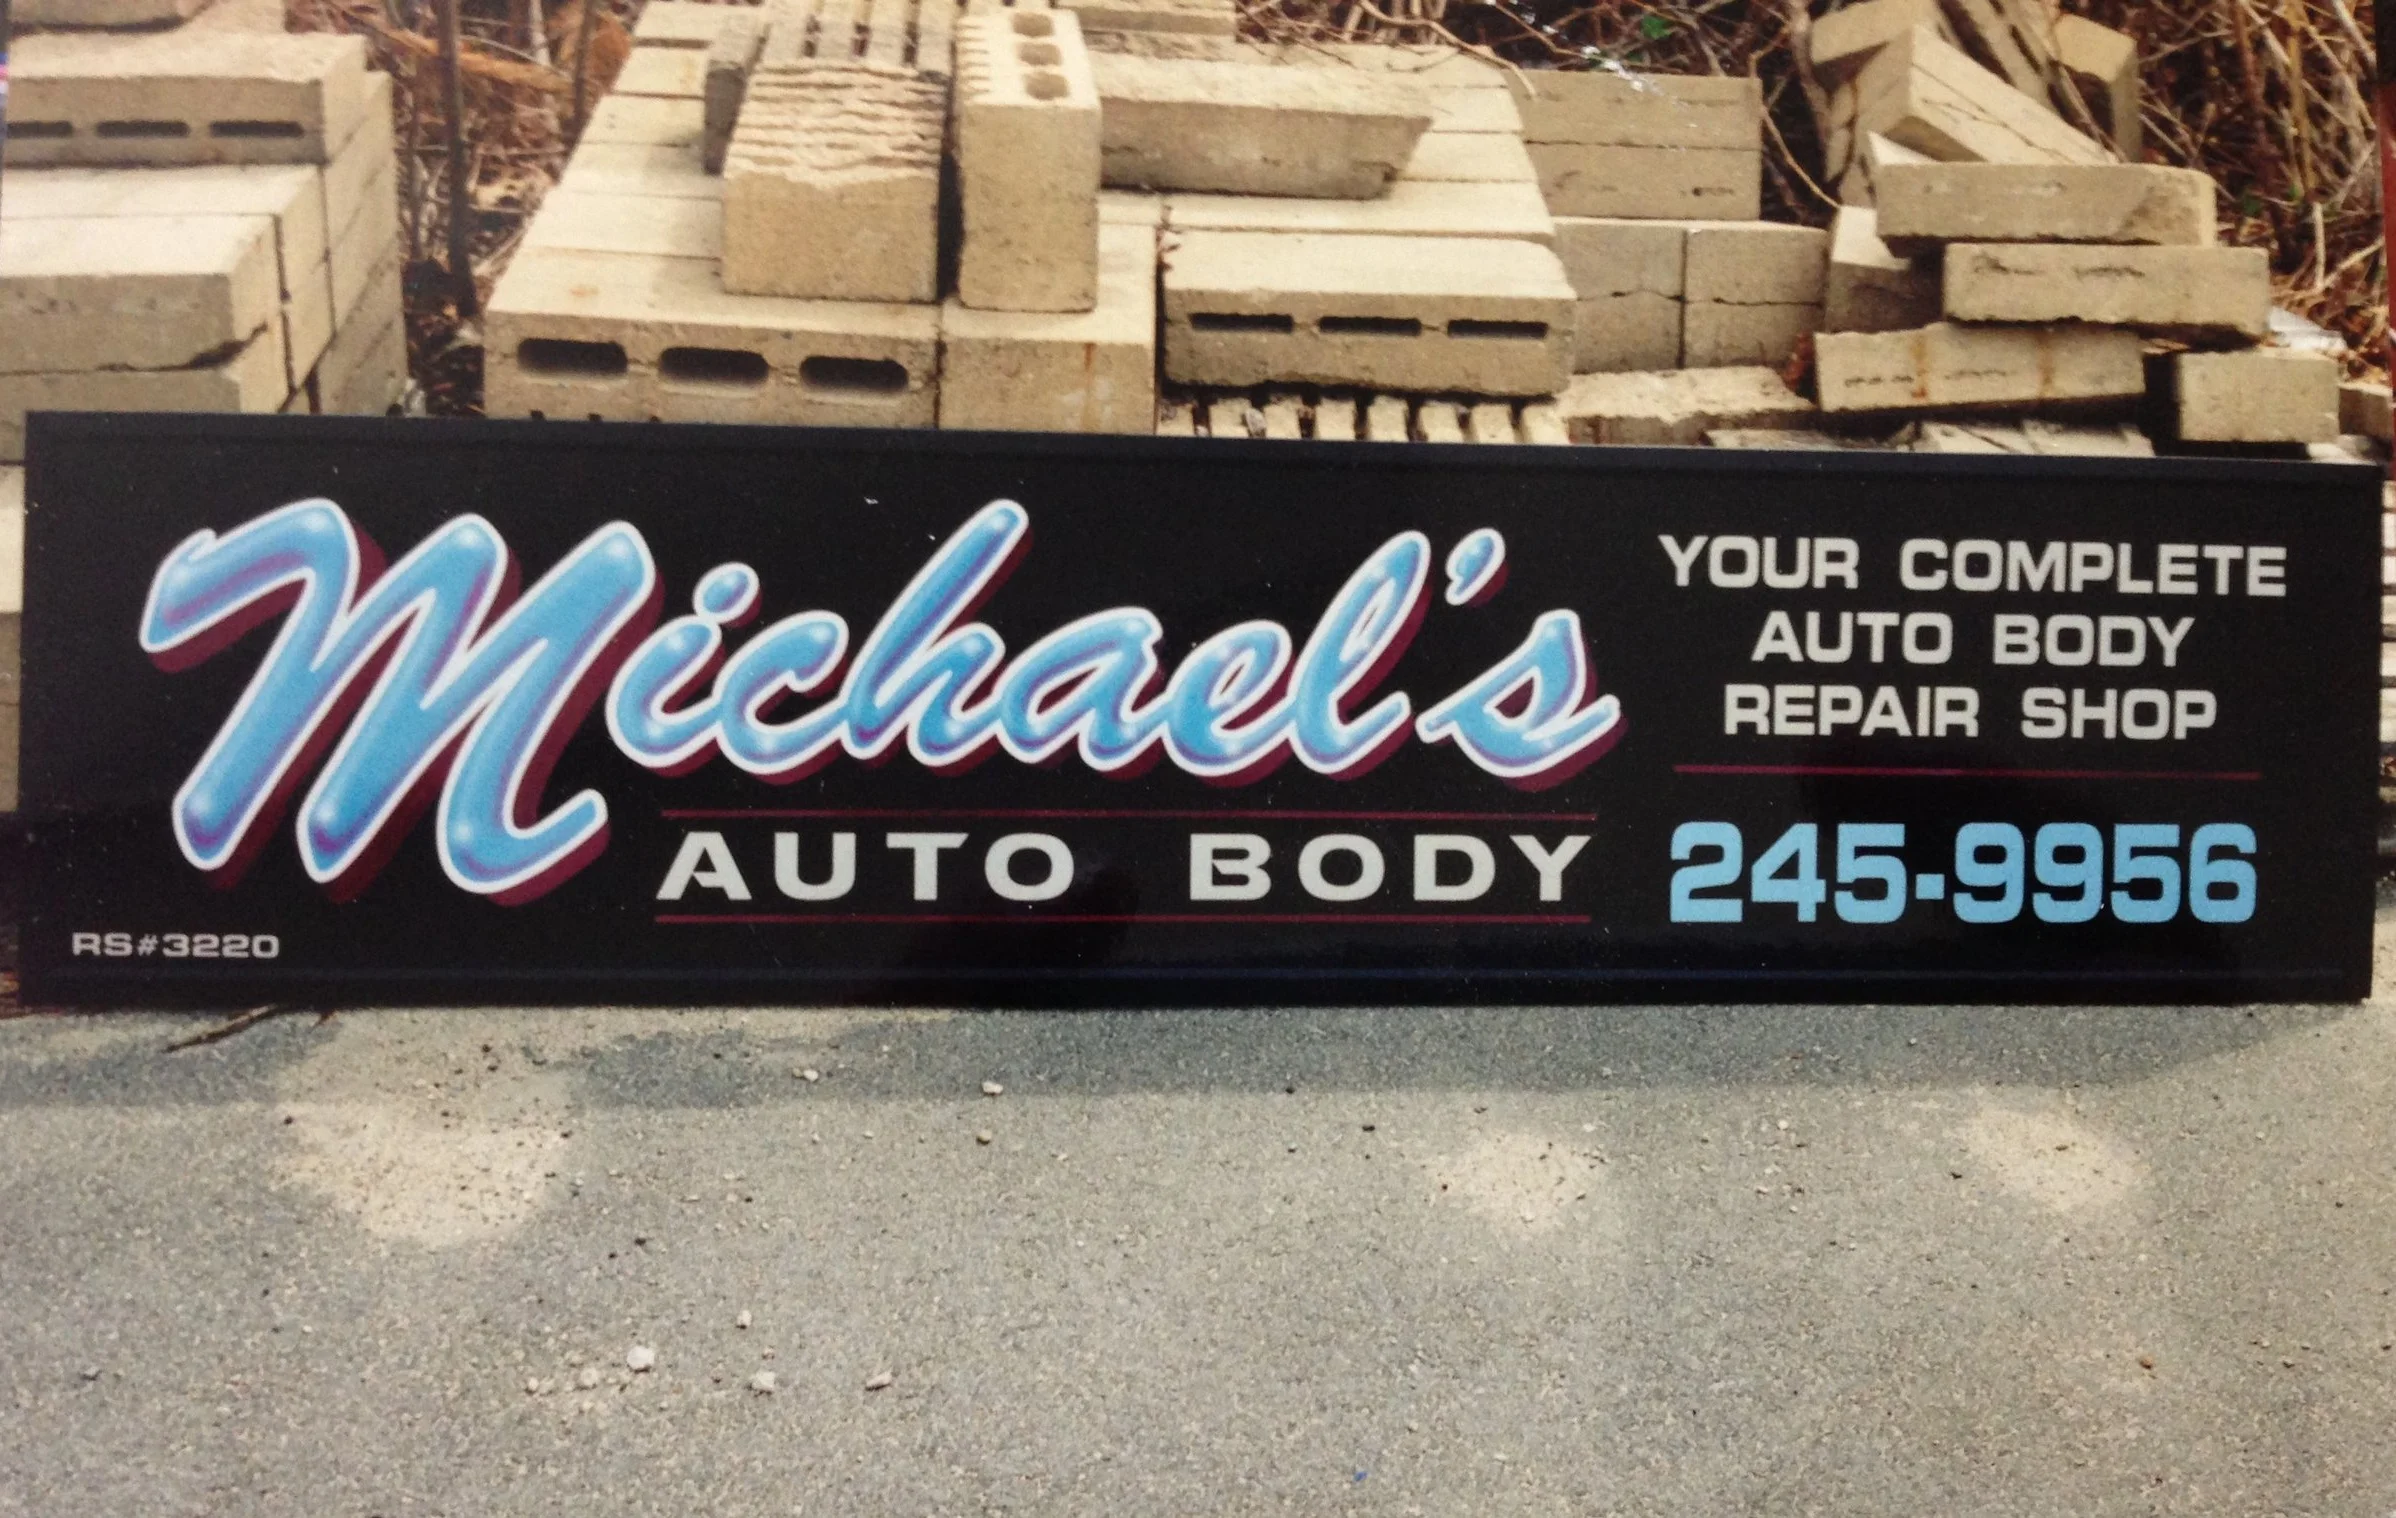 Michael's
AUTO BODY
RS#3220
YOUR COMPLETE
AUTO BODY
REPAIR SHOP
245-9956